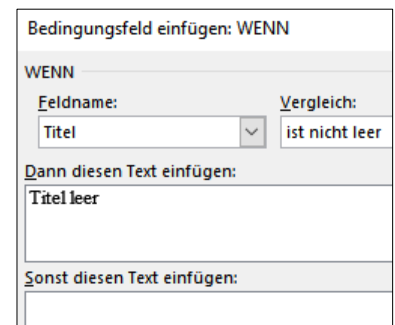 Bedingungsfeld einfügen: WENN
WENN
Feldname: Vergleich:
Titel ist nicht leer
Dann diesen Text einfügen:
Titel leer
Sonst diesen Text einfügen: